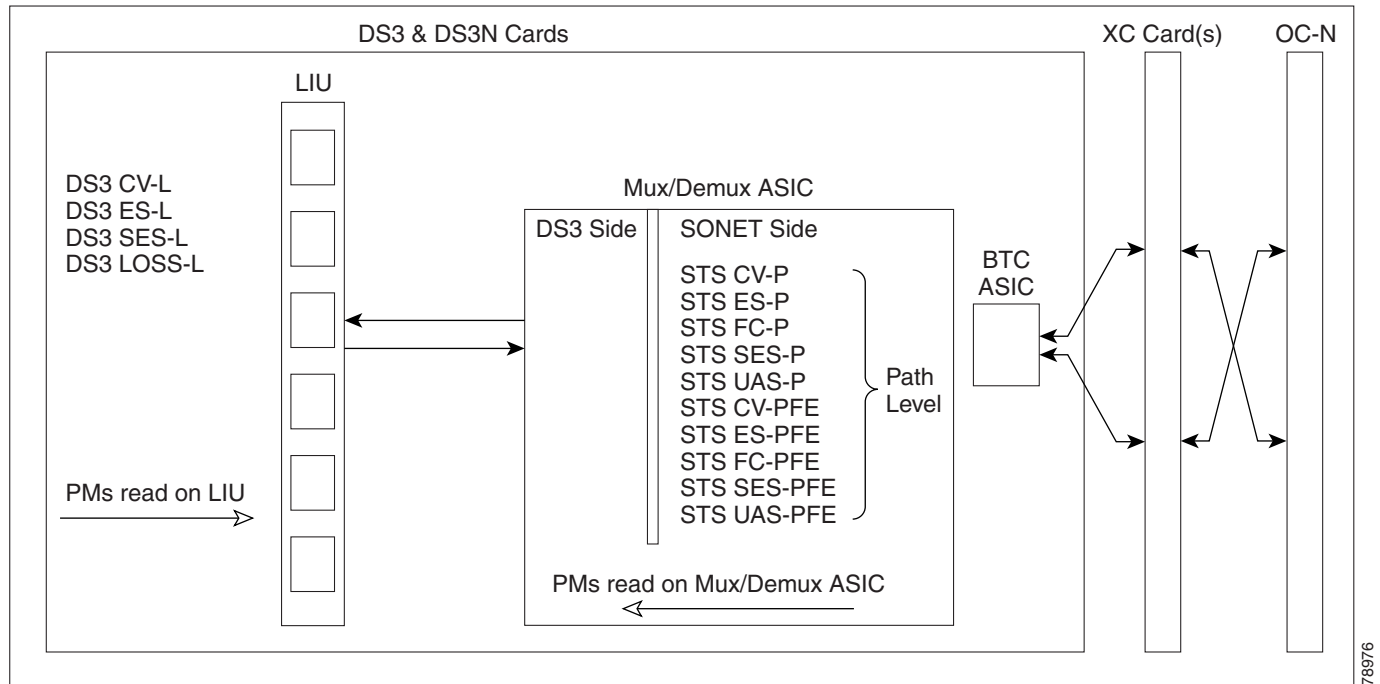 DS3 & DS3N Cards
XC Card(s)
OC-N
LIU
DS3 CV-L
DS3 ES-L
DS3 SES-L
DS3 LOSS-L
Mux/Demux ASIC
DS3 Side
SONET Side
STS CV-P
STS ES-P
STS FC-P
STS SES-P
STS UAS-P
STS CV-PFE
STS ES-PFE
STS FC-PFE
STS SES-PFE
STS UAS-PFE
Path
Level
BTC
ASIC
PMs read on LIU
PMs read on Mux/Demux ASIC
78976